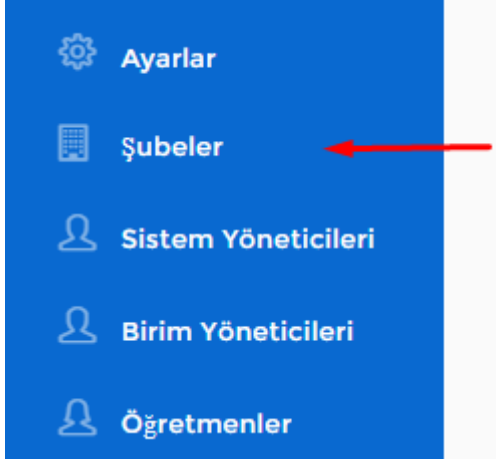 Ayarlar
Şubeler
Sistem Yöneticileri
Birim Yöneticileri
Öğretmenler